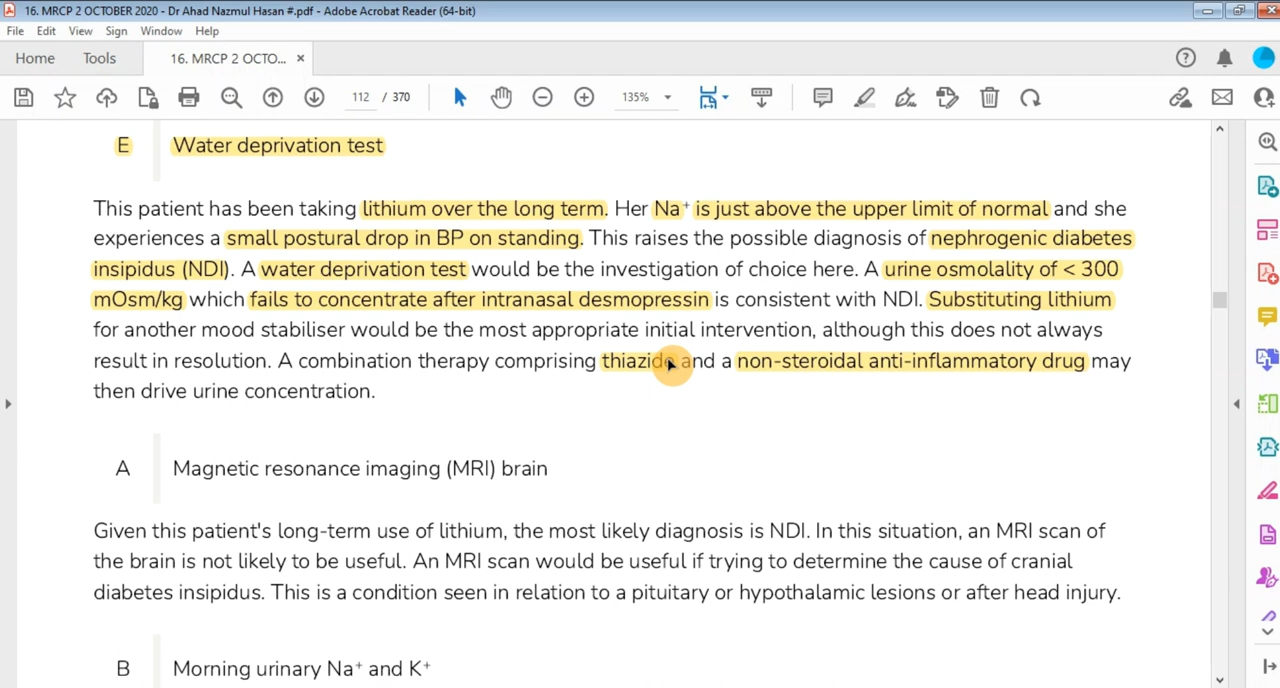 16. MRCP 2 OCTOBER 2020 - Dr Ahad Nazmul Hasan #.pdf - Adobe Acrobat Reader (64-bit)
File Edit View Sign Window Help
Home Tools 16. MRCP 2 OCTO... ×
112 / 370 135%
E Water deprivation test
This patient has been taking lithium over the long term. Her Na⁺ is just above the upper limit of normal and she
experiences a small postural drop in BP on standing. This raises the possible diagnosis of nephrogenic diabetes
insipidus (NDI). A water deprivation test would be the investigation of choice here. A urine osmolality of < 300
mOsm/kg which fails to concentrate after intranasal desmopressin is consistent with NDI. Substituting lithium
for another mood stabiliser would be the most appropriate initial intervention, although this does not always
result in resolution. A combination therapy comprising thiazide and a non-steroidal anti-inflammatory drug may
then drive urine concentration.
A Magnetic resonance imaging (MRI) brain
Given this patient's long-term use of lithium, the most likely diagnosis is NDI. In this situation, an MRI scan of
the brain is not likely to be useful. An MRI scan would be useful if trying to determine the cause of cranial
diabetes insipidus. This is a condition seen in relation to a pituitary or hypothalamic lesions or after head injury.
B Morning urinary Na⁺ and K⁺